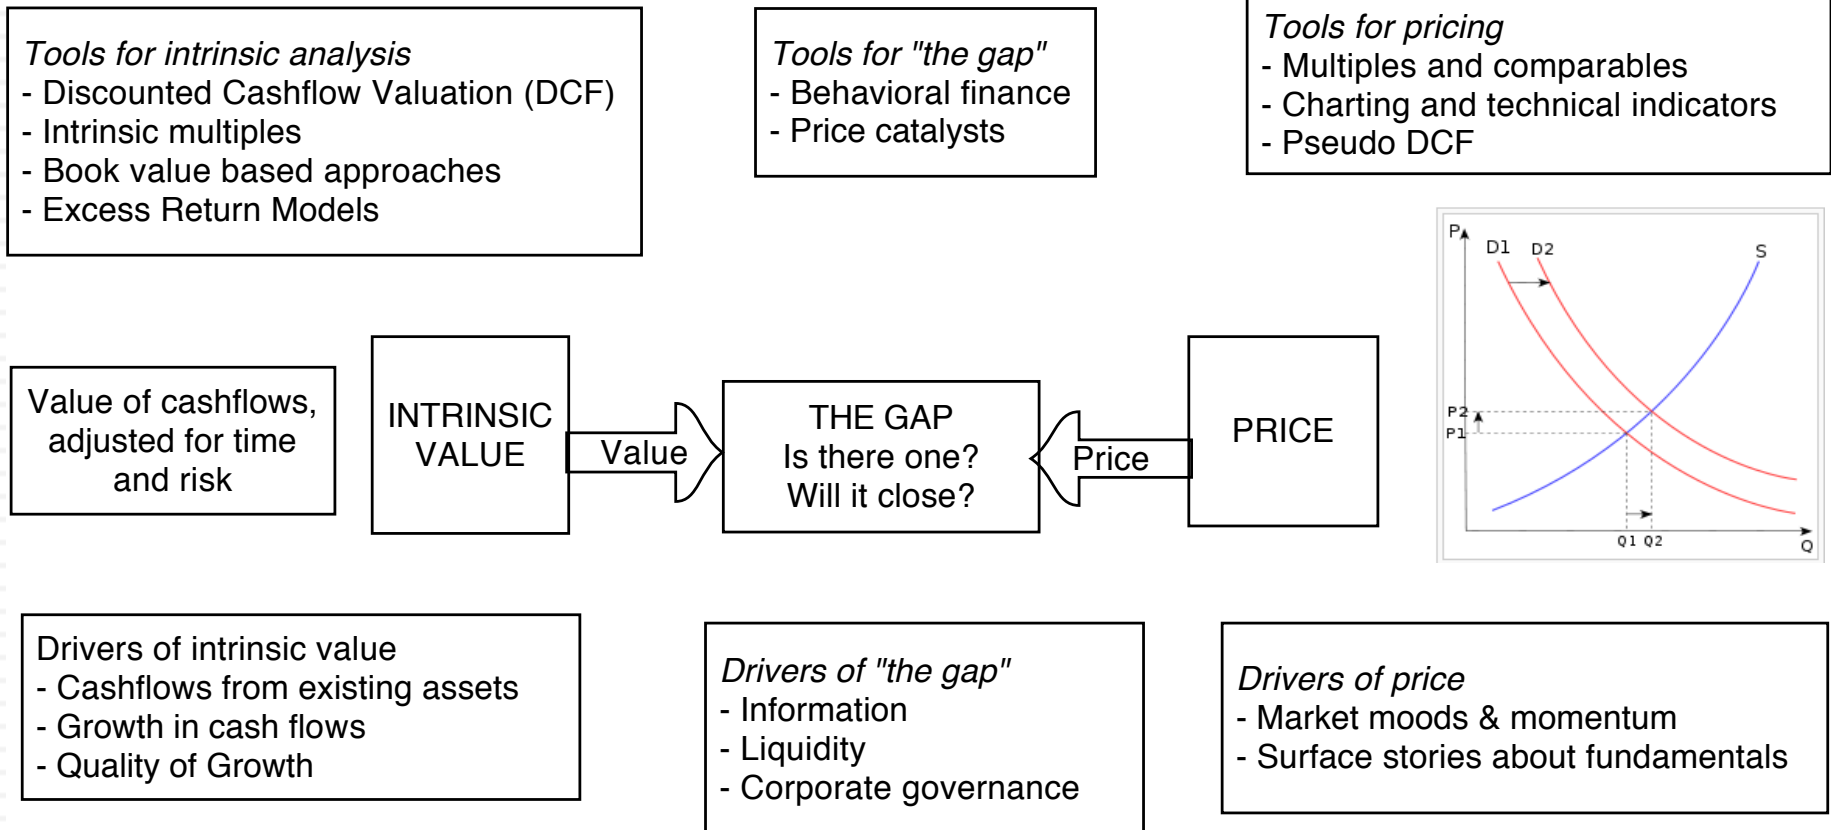 Tools for intrinsic analysis
- Discounted Cashflow Valuation (DCF)
- Intrinsic multiples
- Book value based approaches
- Excess Return Models
Tools for "the gap"
- Behavioral finance
- Price catalysts
Tools for pricing
- Multiples and comparables
- Charting and technical indicators
- Pseudo DCF
Value of cashflows,
adjusted for time
and risk
INTRINSIC
VALUE
Value
THE GAP
Is there one?
Will it close?
Price
PRICE
P
D1 D2
S
P2
P1
Q1 Q2
Q
Drivers of intrinsic value
- Cashflows from existing assets
- Growth in cash flows
- Quality of Growth
Drivers of "the gap"
- Information
- Liquidity
- Corporate governance
Drivers of price
- Market moods & momentum
- Surface stories about fundamentals